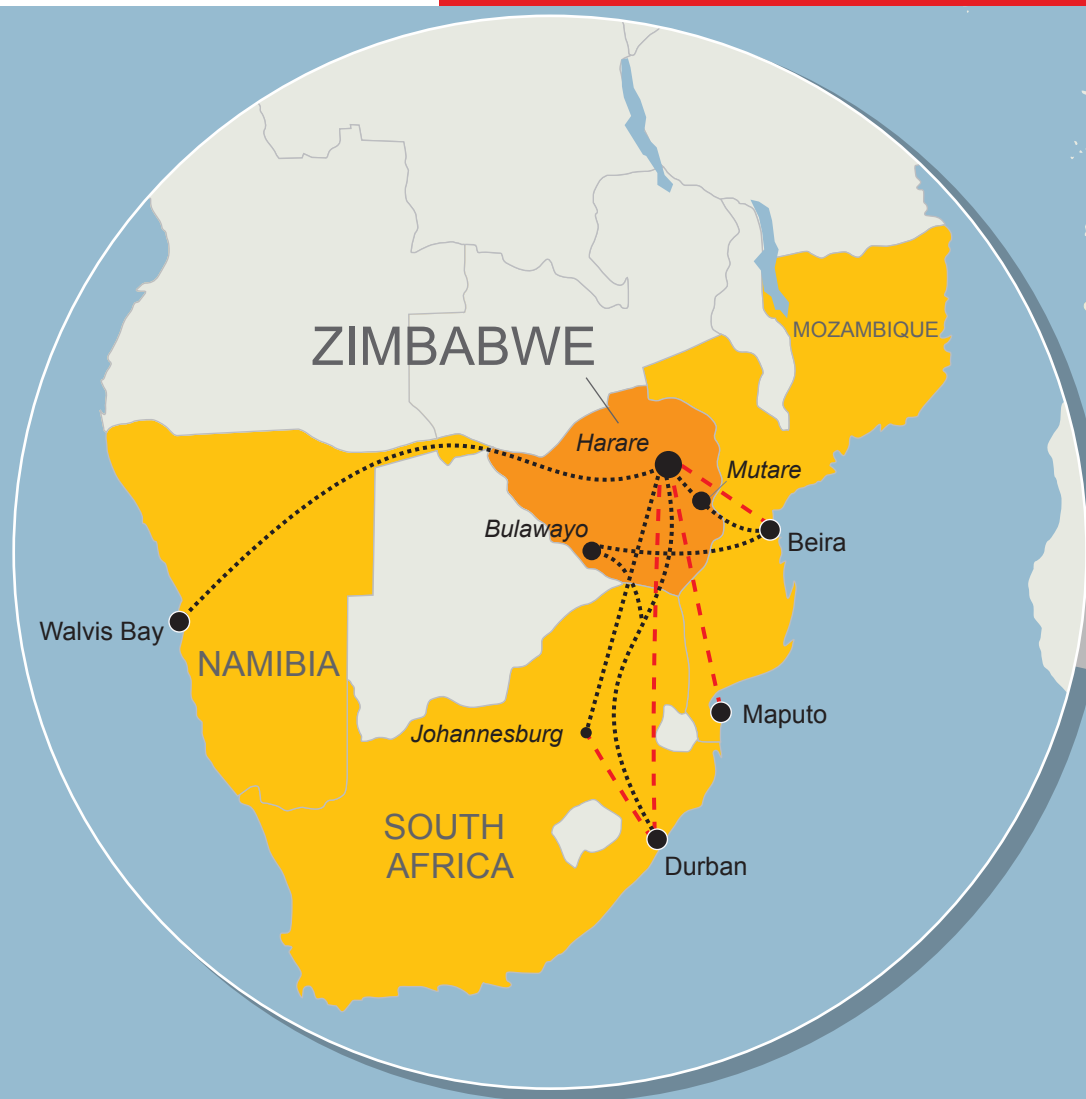 MOZAMBIQUE
ZIMBABWE
Harare
Mutare
Bulawayo
Beira
Walvis Bay
NAMIBIA
Maputo
Johannesburg
SOUTH
AFRICA
Durban